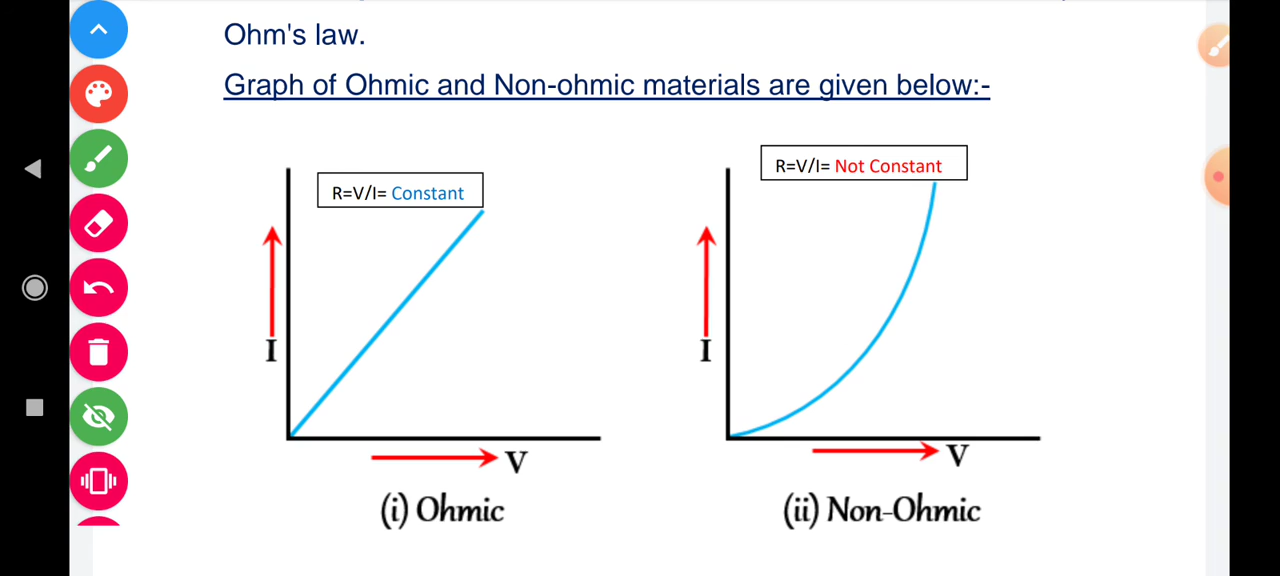 Ohm's law.
Graph of Ohmic and Non-ohmic materials are given below:-
R=V/I= Constant
I
V
(i) Ohmic
R=V/I= Not Constant
I
V
(ii) Non-Ohmic